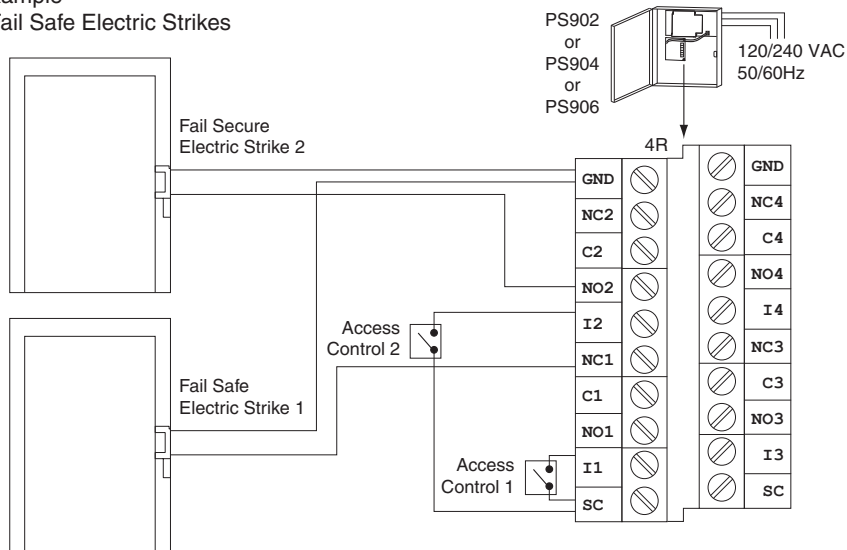 ail Safe Electric Strikes
PS902
or
PS904
or
PS906
120/240 VAC
50/60Hz
Fail Secure
Electric Strike 2
4R
GND
NC2
C2
NO2
I2
NC1
C1
NO1
I1
SC
GND
NC4
C4
NO4
I4
NC3
C3
NO3
I3
SC
Access
Control 2
Fail Safe
Electric Strike 1
Access
Control 1